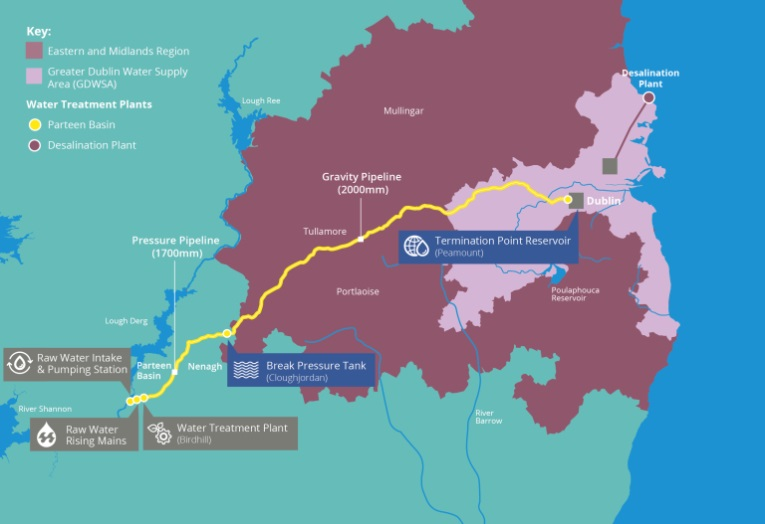 Key:
Eastern and Midlands Region
Greater Dublin Water Supply
Area (GDWSA)
Water Treatment Plants
Parteen Basin
Desalination Plant
Lough Ree
Mullingar
Desalination
Plant
Gravity Pipeline
(2000mm)
Dublin
Tullamore
Termination Point Reservoir
(Peamount)
Pressure Pipeline
(1700mm)
Portlaoise
Poulaphouca
Reservoir
Lough Derg
Raw Water Intake
& Pumping Station
Parteen
Basin
Nenagh
Break Pressure Tank
(Cloughjordan)
River Shannon
Raw Water
Rising Mains
Water Treatment Plant
(Birdhill)
River
Barrow